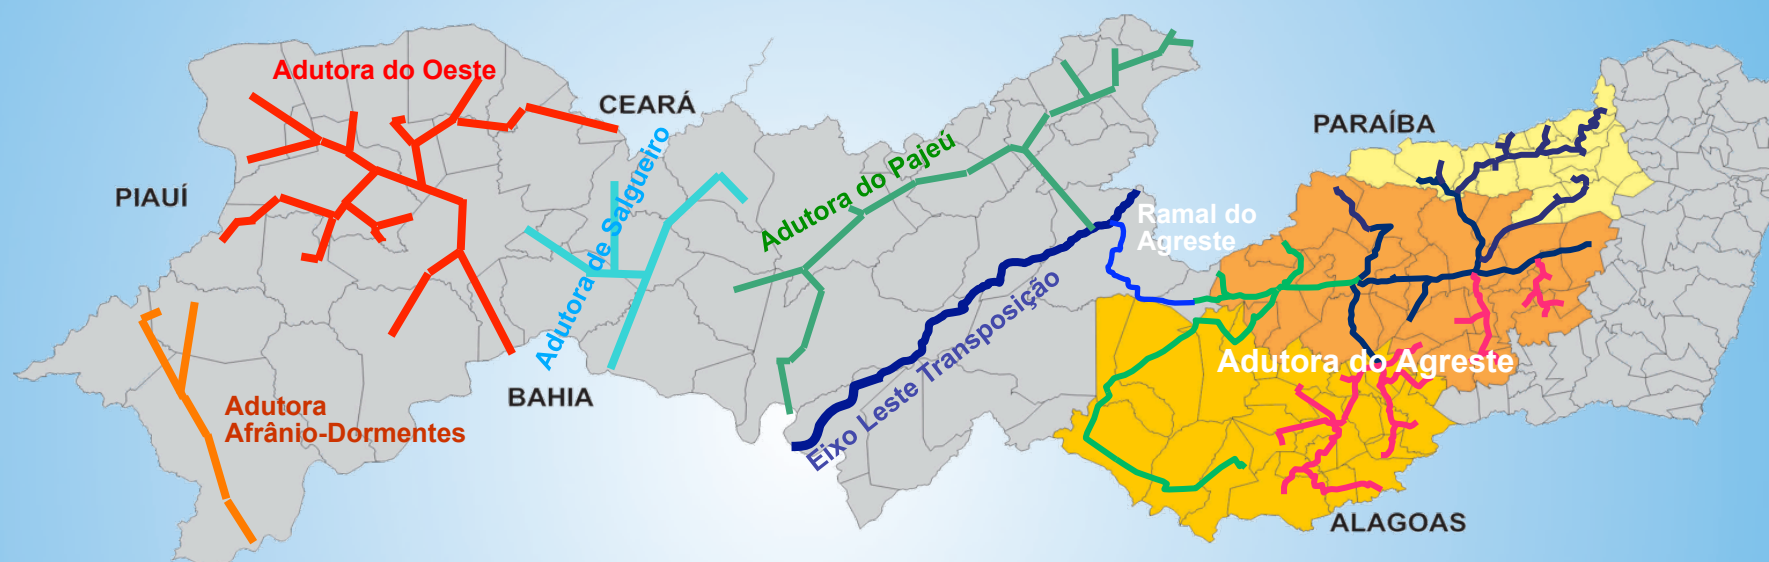 Adutora do Oeste
CEARÁ
PARAÍBA
PIAUÍ
Adutora de Salgueiro
Adutora do Pajeú
Ramal do
Agreste
Eixo Leste Transposição
Adutora do Agreste
BAHIA
Adutora
Afrânio-Dormentes
ALAGOAS